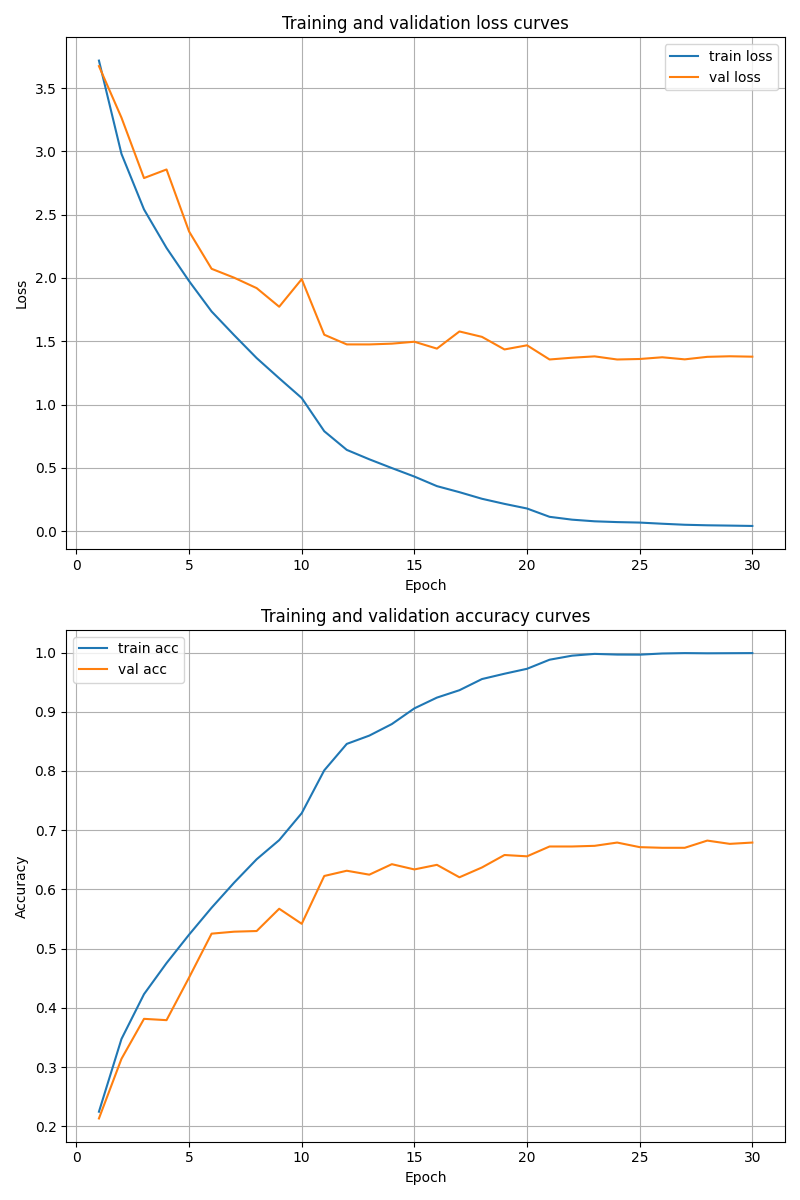 Training and validation loss curves
train loss
val loss
3.5
3.0
2.5
2.0
1.5
1.0
0.5
0.0
Loss
0 5 10 15 20 25 30
Epoch
Training and validation accuracy curves
train acc
val acc
1.0
0.9
0.8
0.7
0.6
0.5
0.4
0.3
0.2
Accuracy
0 5 10 15 20 25 30
Epoch